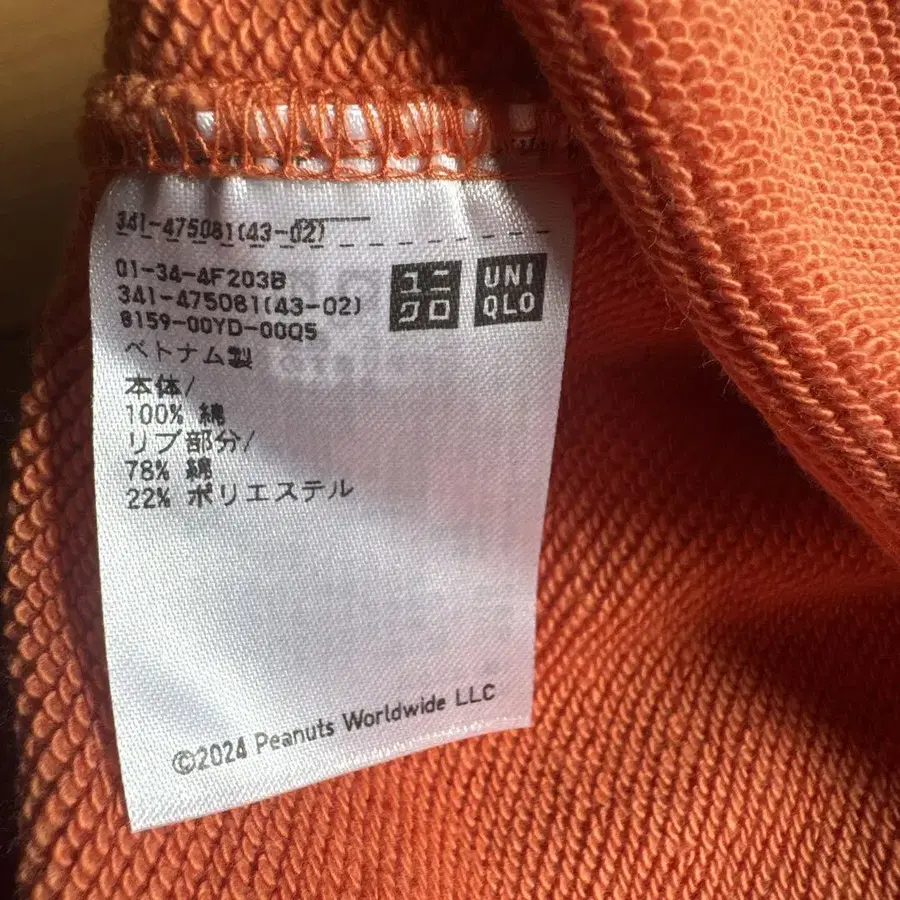 341-475081(43-02)
01-34-4F203B
341-475081(43-02)
8159-00YD-00Q5
ユニクロ
UNIQLO
ベトナム製
本体/
100% 綿
リブ部分/
78% 綿
22% ポリエステル
©2024 Peanuts Worldwide LLC